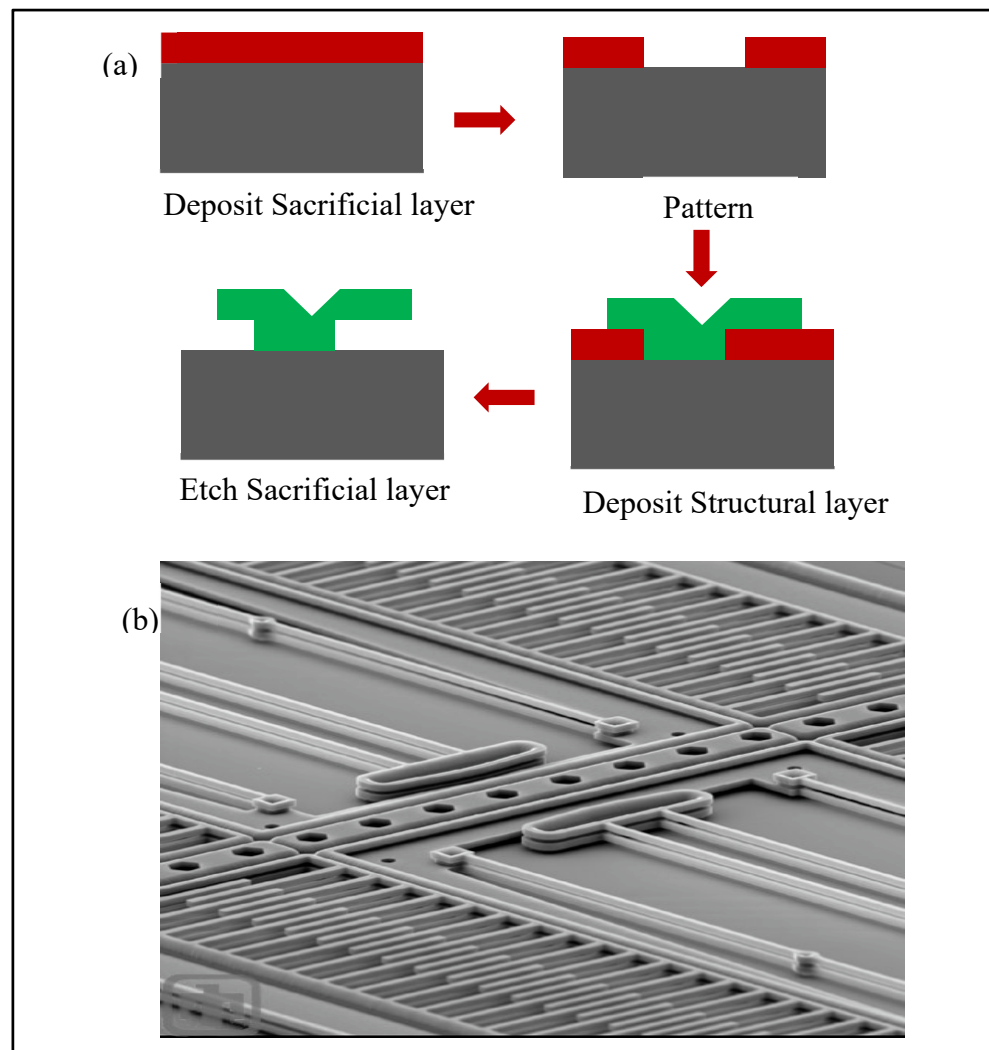 (a)
Deposit Sacrificial layer
Pattern
Etch Sacrificial layer
Deposit Structural layer
(b)